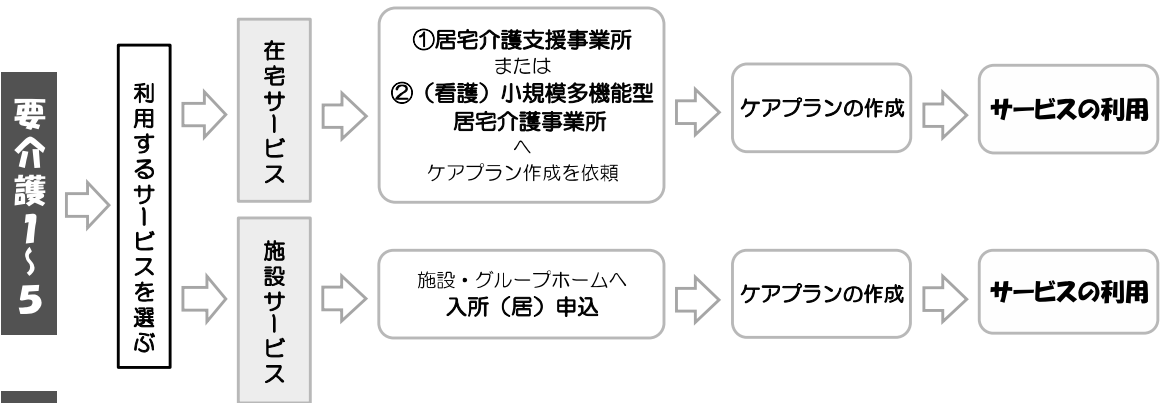 要介護1～5
利用するサービスを選ぶ
在宅サービス
①居宅介護支援事業所
または
②（看護）小規模多機能型
居宅介護事業所
へ
ケアプラン作成を依頼
ケアプランの作成
サービスの利用
施設サービス
施設・グループホームへ
入所（居）申込
ケアプランの作成
サービスの利用